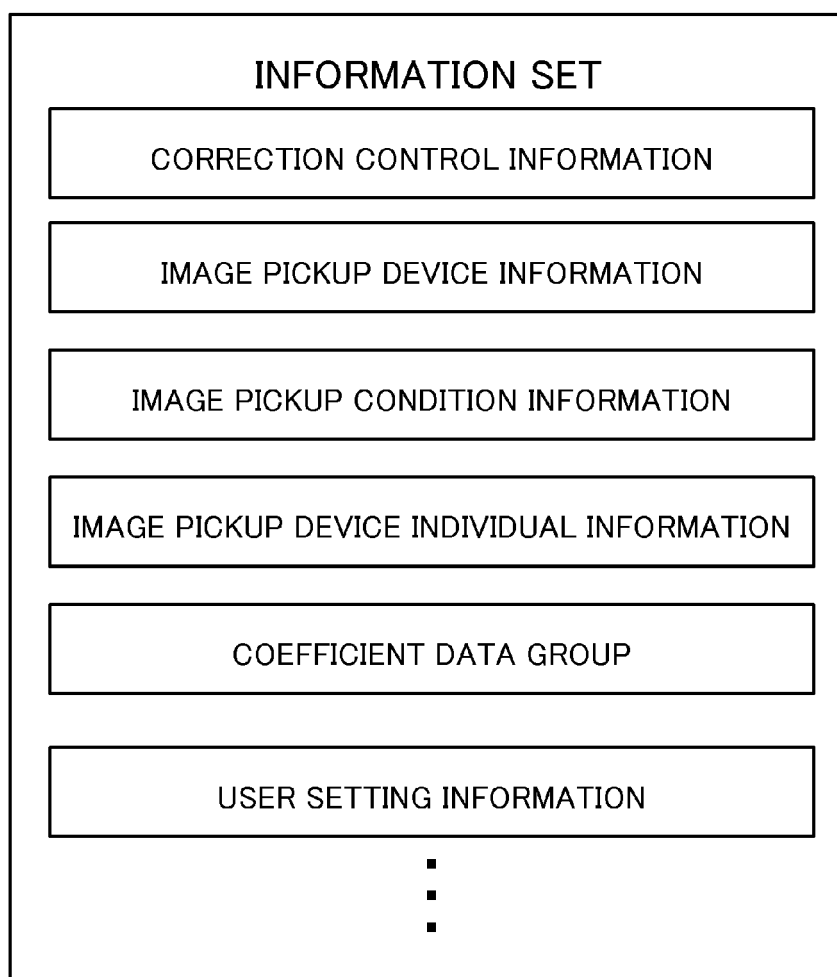 INFORMATION SET
CORRECTION CONTROL INFORMATION
IMAGE PICKUP DEVICE INFORMATION
IMAGE PICKUP CONDITION INFORMATION
IMAGE PICKUP DEVICE INDIVIDUAL INFORMATION
COEFFICIENT DATA GROUP
USER SETTING INFORMATION